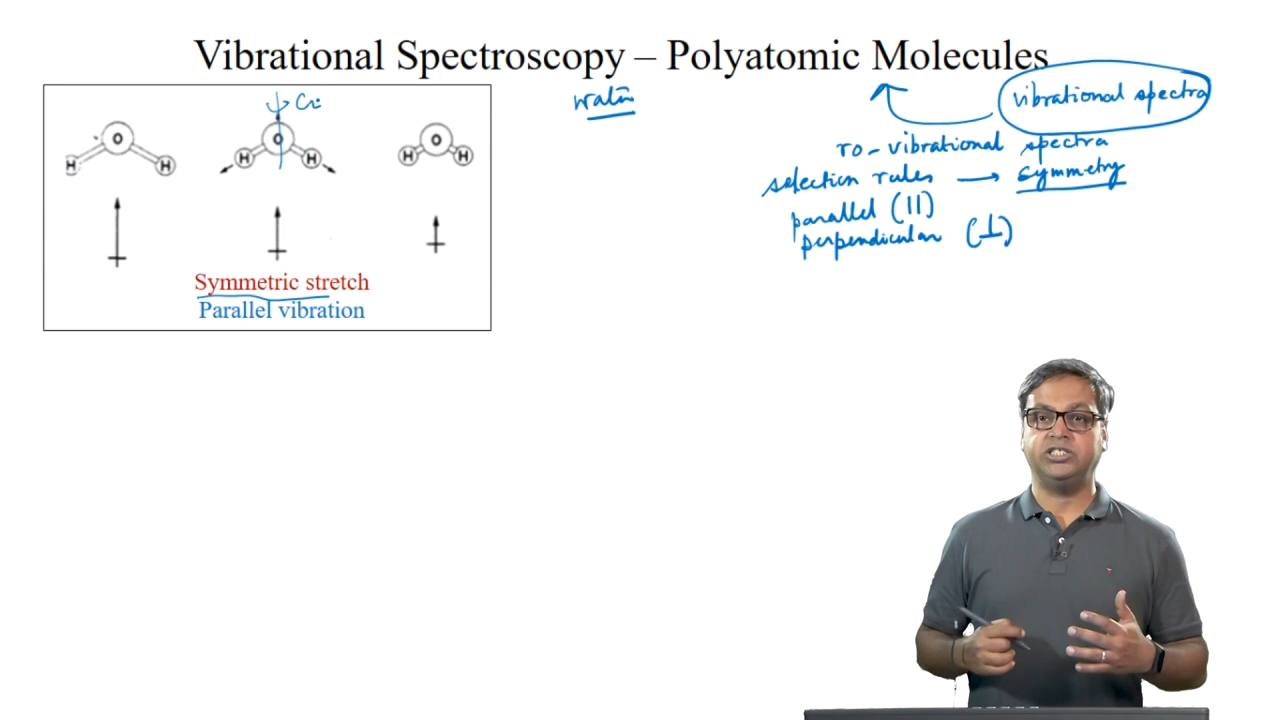 Vibrational Spectroscopy – Polyatomic Molecules
O
H
H
O
H
H
O
H
H
Symmetric stretch
Parallel vibration
water
vibrational spectra
ro-vibrational spectra
selection rules → symmetry
parallel (||)
perpendicular (⊥)